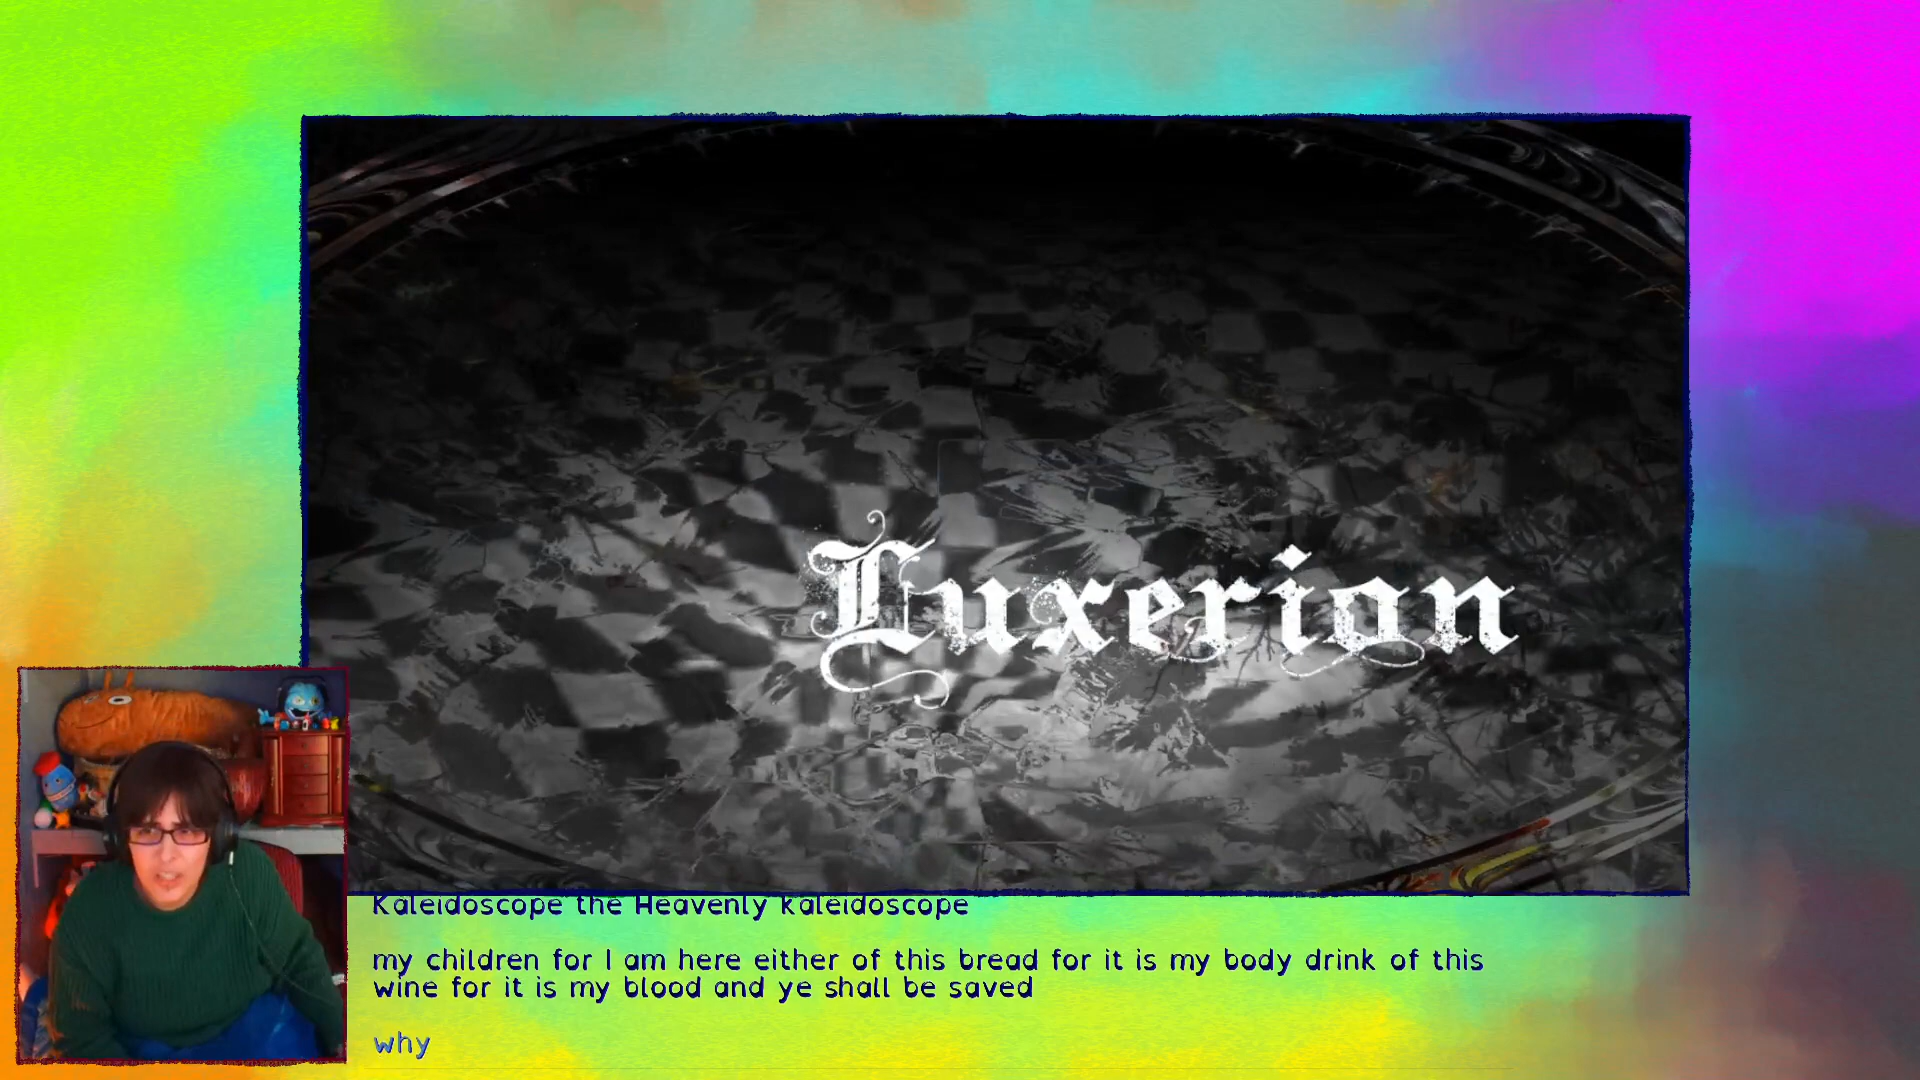 Luxerion
Kaleidoscope the Heavenly kaleidoscope
my children for I am here either of this bread for it is my body drink of this
wine for it is my blood and ye shall be saved
why